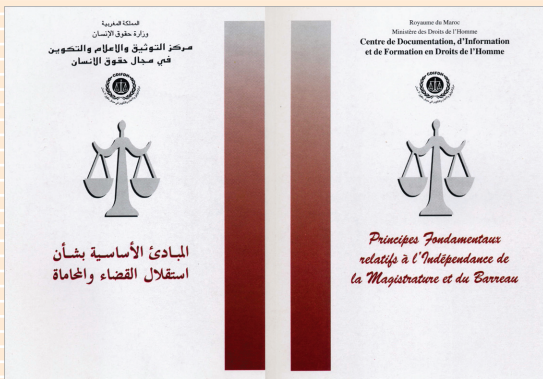 المملكة المغربية
وزارة حقوق الإنسان
مركز التوثيق والاعلام والتكوين
في مجال حقوق الانسان
المبادئ الأساسية بشأن
استقلال القضاء والمحاماة
Royaume du Maroc
Ministère des Droits de l'Homme
Centre de Documentation, d'Information
et de Formation en Droits de l'Homme
Principes Fondamentaux
relatifs à l'Indépendance de
la Magistrature et du Barreau